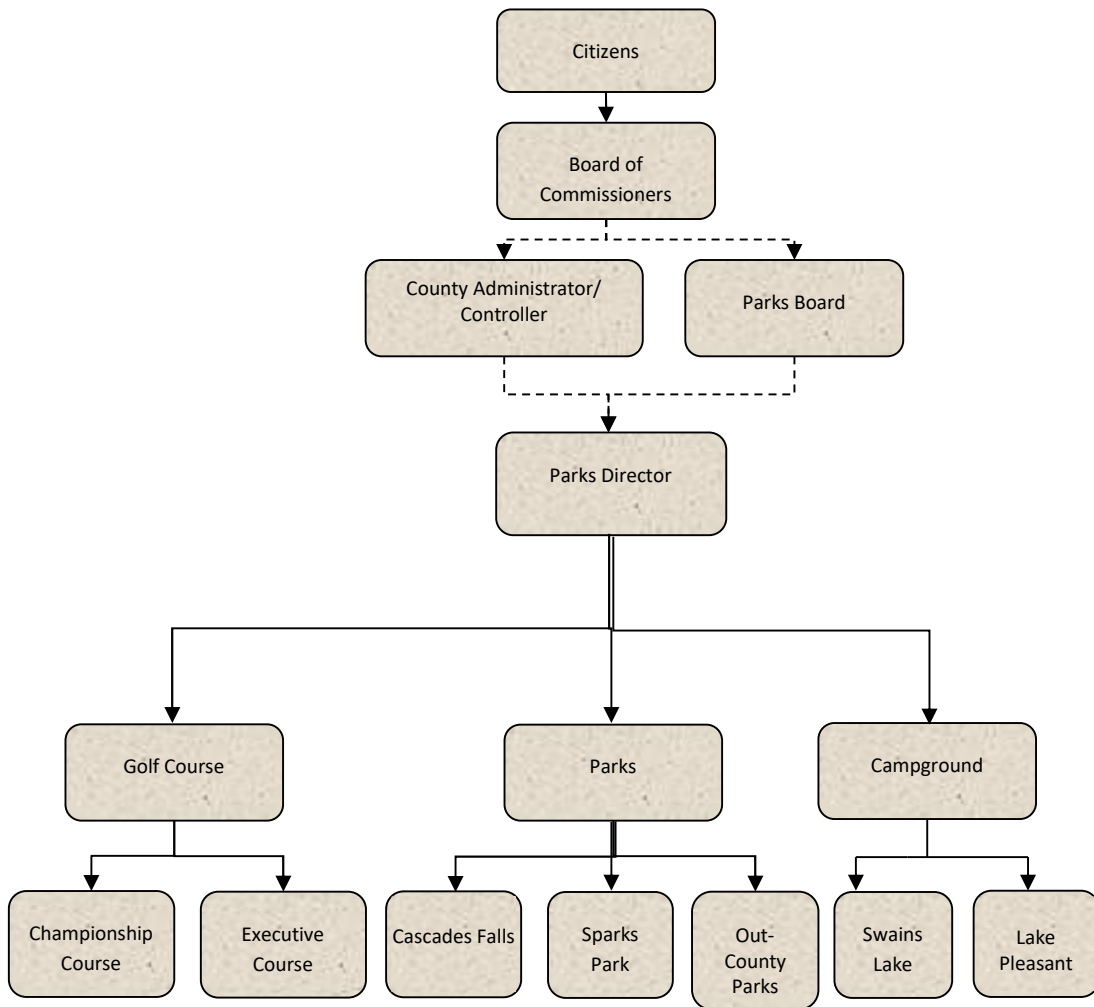 Citizens
Board of
Commissioners
County Administrator/
Controller
Parks Board
Parks Director
Golf Course
Parks
Campground
Championship
Course
Executive
Course
Cascades Falls
Sparks
Park
Out-
County
Parks
Swains
Lake
Lake
Pleasant